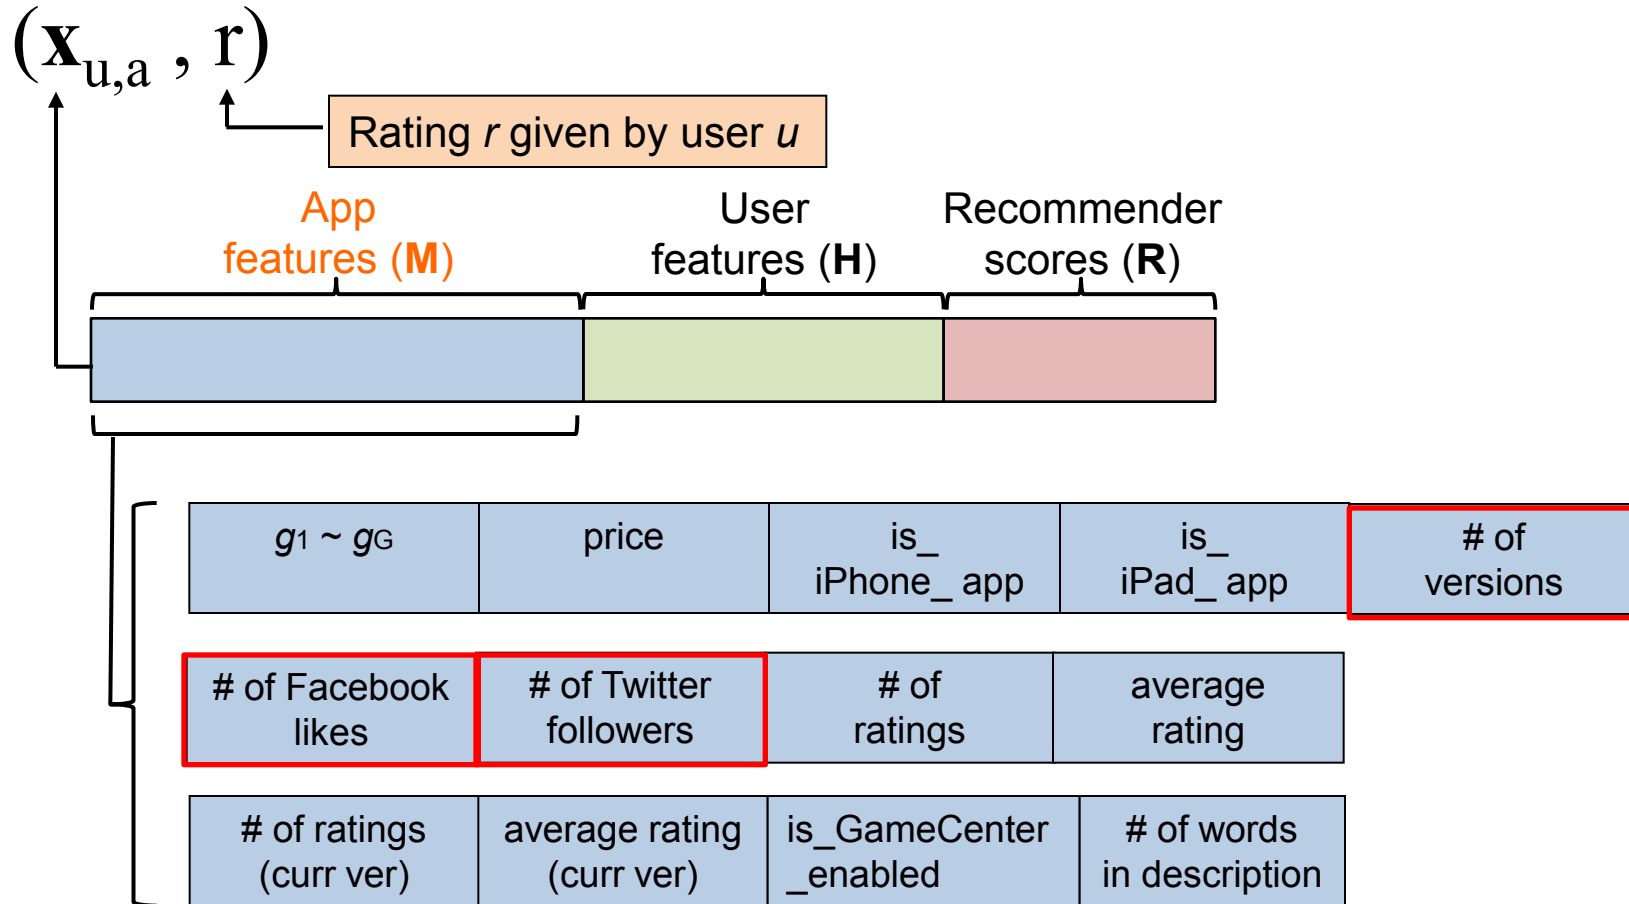 (x_u,a , r)
Rating r given by user u
App
features (M)
User
features (H)
Recommender
scores (R)
g1 ~ gG
price
is_
iPhone_ app
is_
iPad_ app
# of
versions
# of Facebook
likes
# of Twitter
followers
# of
ratings
average
rating
# of ratings
(curr ver)
average rating
(curr ver)
is_GameCenter
_enabled
# of words
in description